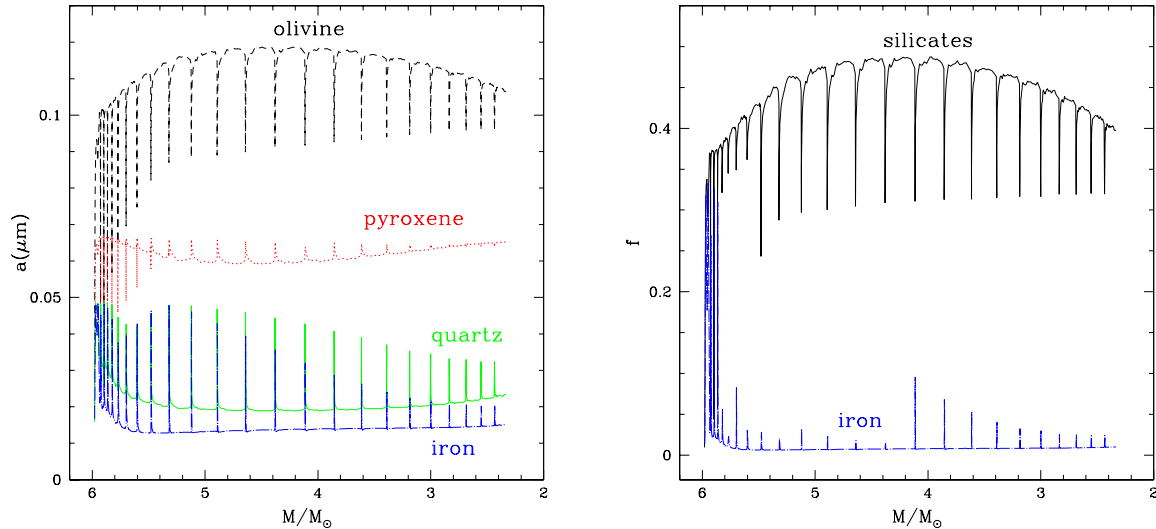 olivine
pyroxene
quartz
iron
a(μm)
0.1
0.05
0
6 5 4 3 2
M/M⊙
silicates
iron
f
0.4
0.2
0
6 5 4 3 2
M/M⊙